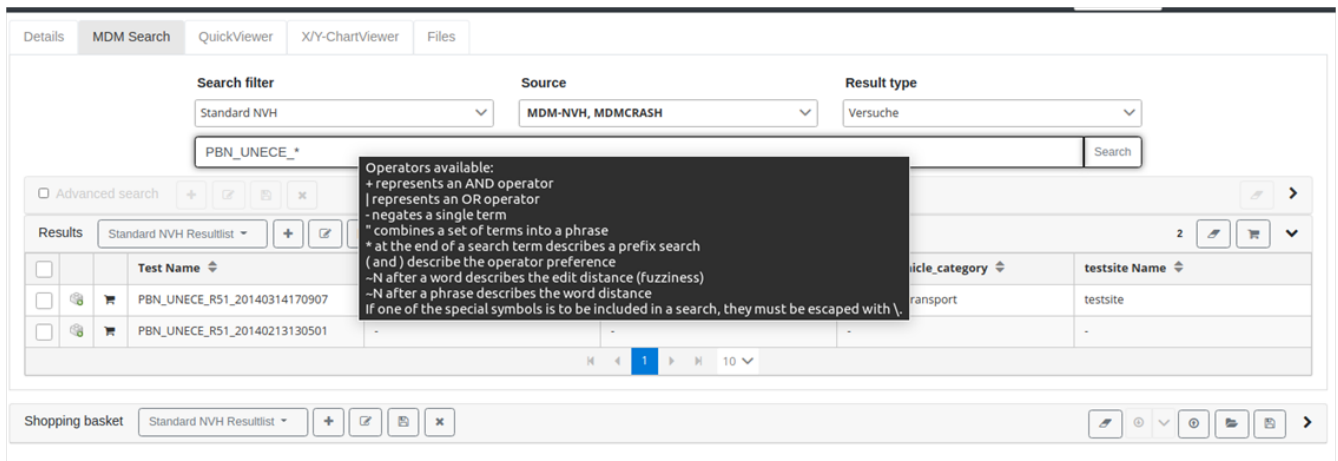 Details MDM Search QuickViewer X/Y-ChartViewer Files
Search filter Source Result type
Standard NVH MDM-NVH, MDMCRASH Versuche
PBN_UNECE_* Search
Operators available:
+ represents an AND operator
| represents an OR operator
- negates a single term
" combines a set of terms into a phrase
* at the end of a search term describes a prefix search
( and ) describe the operator preference
~N after a word describes the edit distance (fuzziness)
~N after a phrase describes the word distance
If one of the special symbols is to be included in a search, they must be escaped with \.
Advanced search
Results Standard NVH Resultlist 2
Test Name icle_category testsite Name
PBN_UNECE_R51_20140314170907 ransport testsite
PBN_UNECE_R51_20140213130501 - - - -
1 10
Shopping basket Standard NVH Resultlist